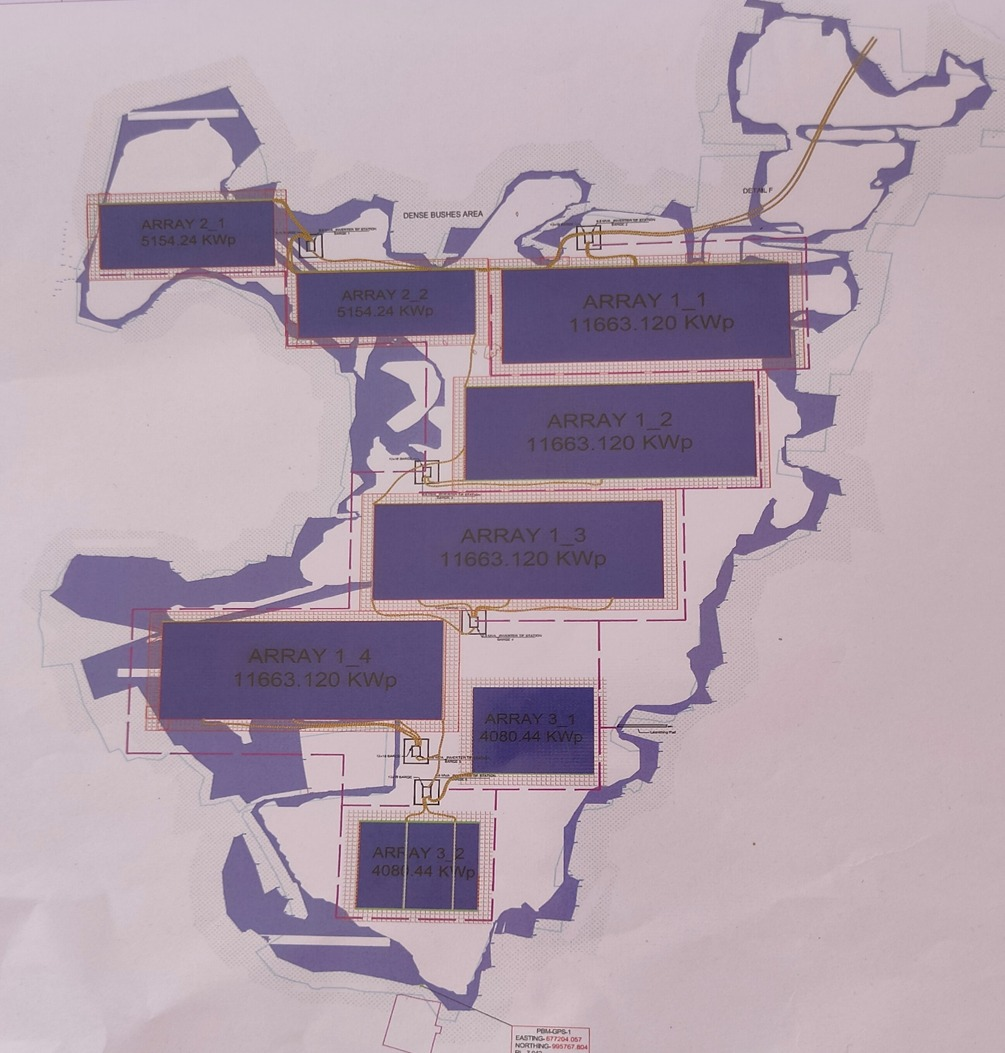 DENSE BUSHES AREA
ARRAY 2_1
5154.24 KWp
ARRAY 2_2
5154.24 KWp
ARRAY 1_1
11663.120 KWp
ARRAY 1_2
11663.120 KWp
ARRAY 1_3
11663.120 KWp
ARRAY 1_4
11663.120 KWp
ARRAY 3_1
4080.44 KWp
Launching Pad
ARRAY 3_2
4080.44 KWp
PBM-GPS-1
EASTING-677204.057
NORTHING-995767.804